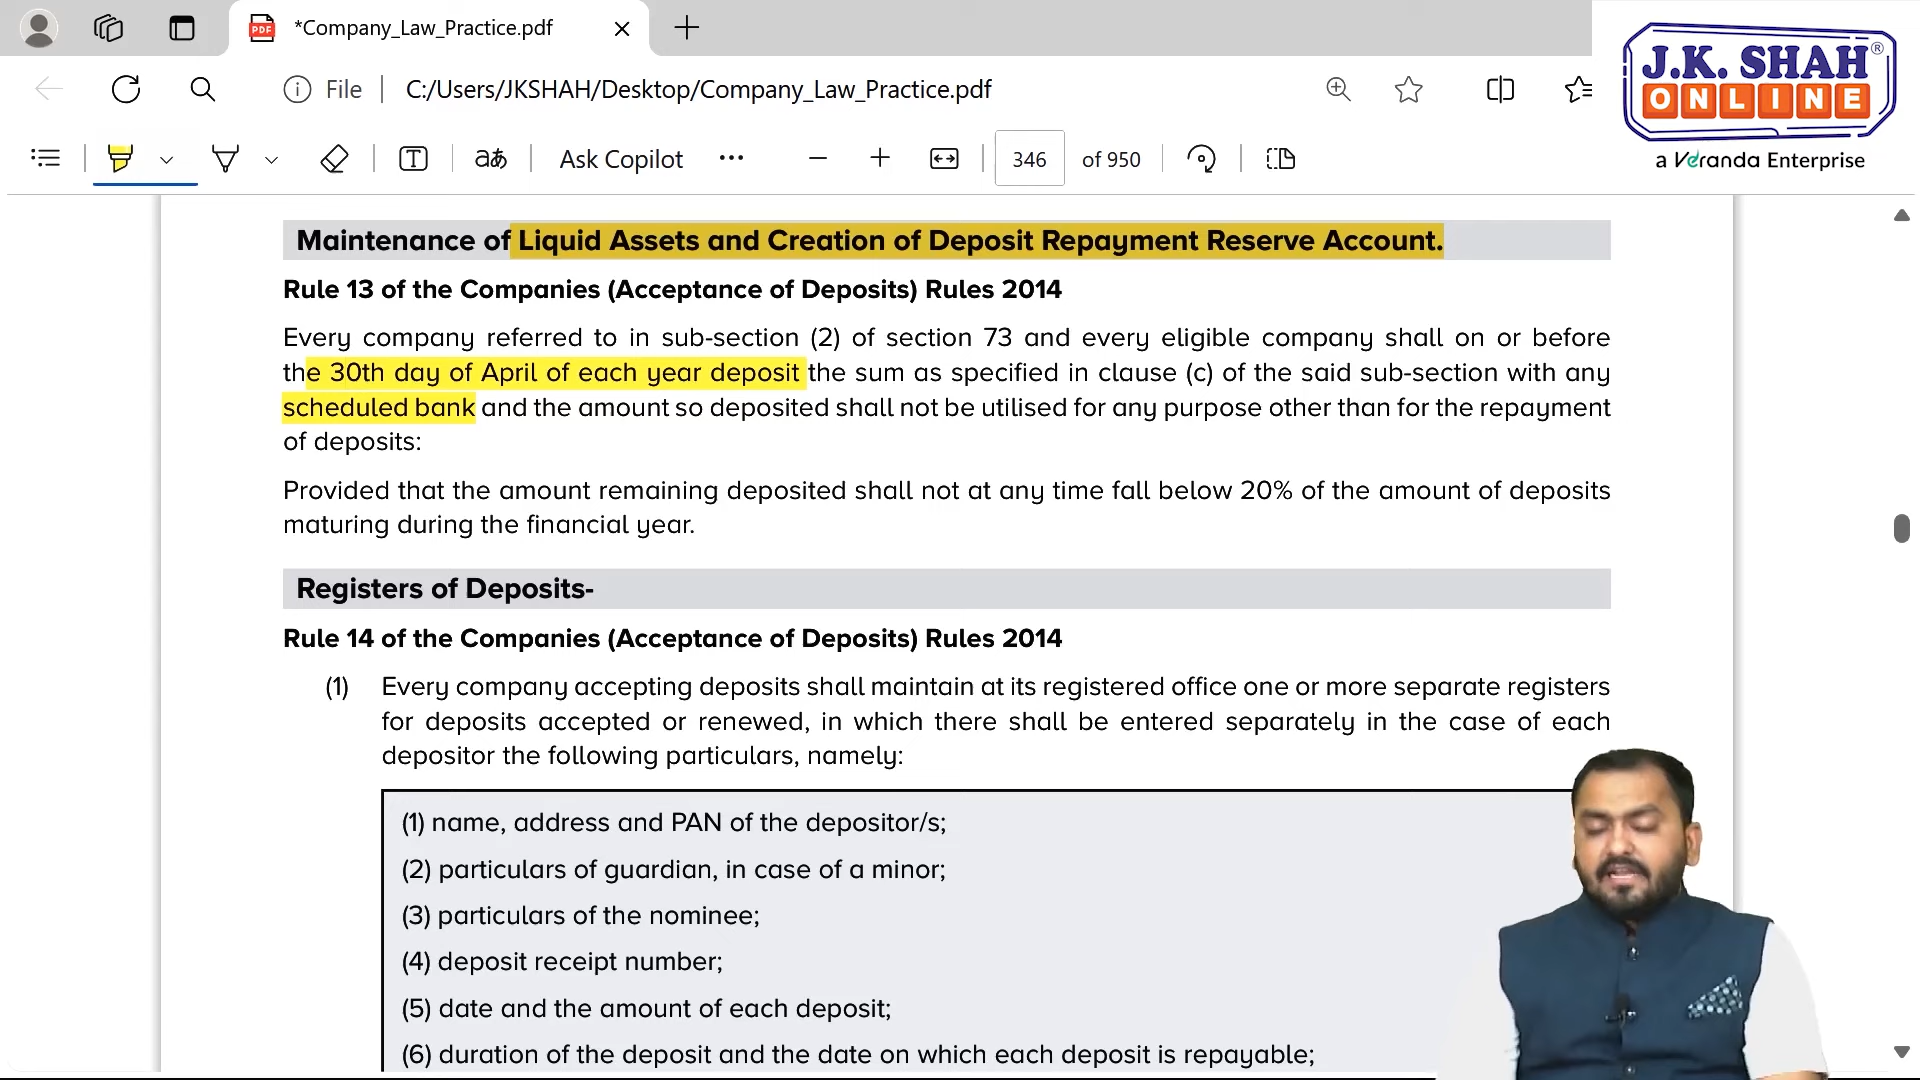 *Company_Law_Practice.pdf
File
C:/Users/JKSHAH/Desktop/Company_Law_Practice.pdf
J.K. SHAH®
ONLINE
a Veranda Enterprise
Ask Copilot
346 of 950
Maintenance of Liquid Assets and Creation of Deposit Repayment Reserve Account.
Rule 13 of the Companies (Acceptance of Deposits) Rules 2014
Every company referred to in sub-section (2) of section 73 and every eligible company shall on or before
the 30th day of April of each year deposit the sum as specified in clause (c) of the said sub-section with any
scheduled bank and the amount so deposited shall not be utilised for any purpose other than for the repayment
of deposits:
Provided that the amount remaining deposited shall not at any time fall below 20% of the amount of deposits
maturing during the financial year.
Registers of Deposits-
Rule 14 of the Companies (Acceptance of Deposits) Rules 2014
(1) Every company accepting deposits shall maintain at its registered office one or more separate registers
for deposits accepted or renewed, in which there shall be entered separately in the case of each
depositor the following particulars, namely:
(1) name, address and PAN of the depositor/s;
(2) particulars of guardian, in case of a minor;
(3) particulars of the nominee;
(4) deposit receipt number;
(5) date and the amount of each deposit;
(6) duration of the deposit and the date on which each deposit is repayable;